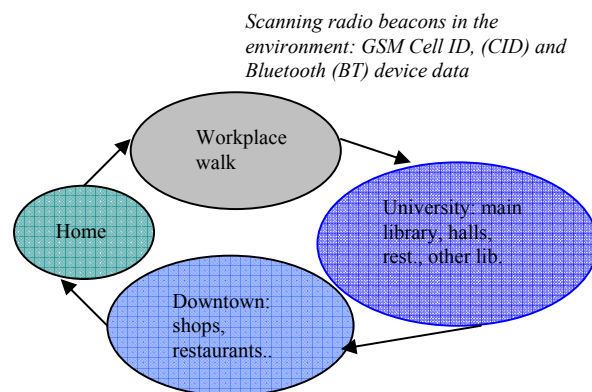 Scanning radio beacons in the
environment: GSM Cell ID, (CID) and
Bluetooth (BT) device data
Workplace
walk
University: main
library, halls,
rest., other lib.
Home
Downtown:
shops,
restaurants..